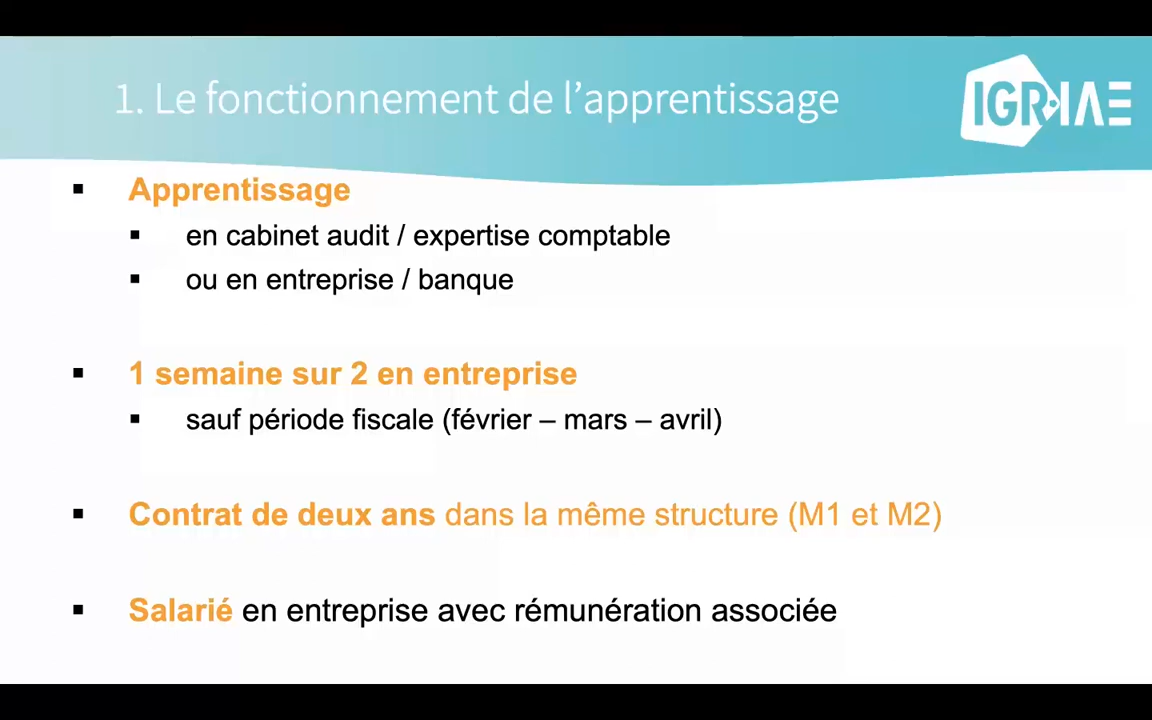 1. Le fonctionnement de l’apprentissage
IGR-IAE
▪ Apprentissage
▪ en cabinet audit / expertise comptable
▪ ou en entreprise / banque
▪ 1 semaine sur 2 en entreprise
▪ sauf période fiscale (février – mars – avril)
▪ Contrat de deux ans dans la même structure (M1 et M2)
▪ Salarié en entreprise avec rémunération associée